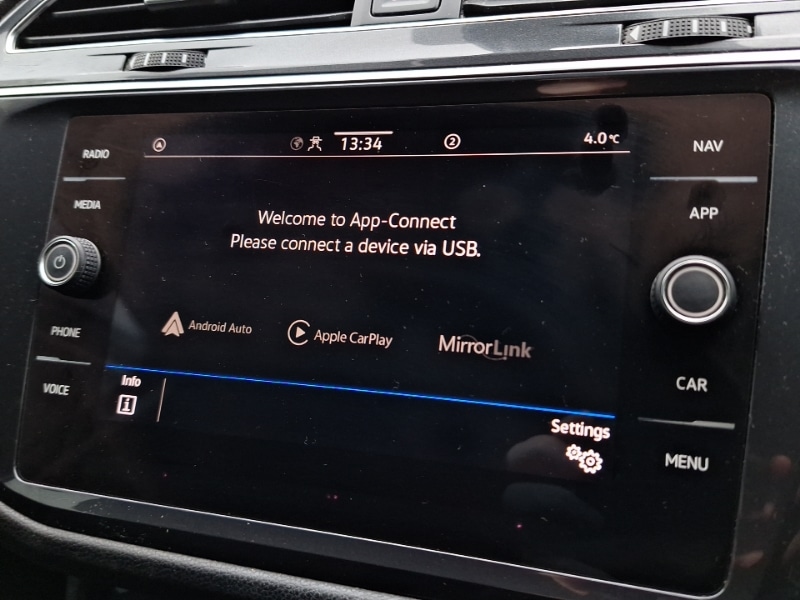 RADIO
MEDIA
PHONE
VOICE
13:34
2
4.0°C
Welcome to App-Connect
Please connect a device via USB.
Android Auto
Apple CarPlay
MirrorLink
Info
i
Settings
NAV
APP
CAR
MENU